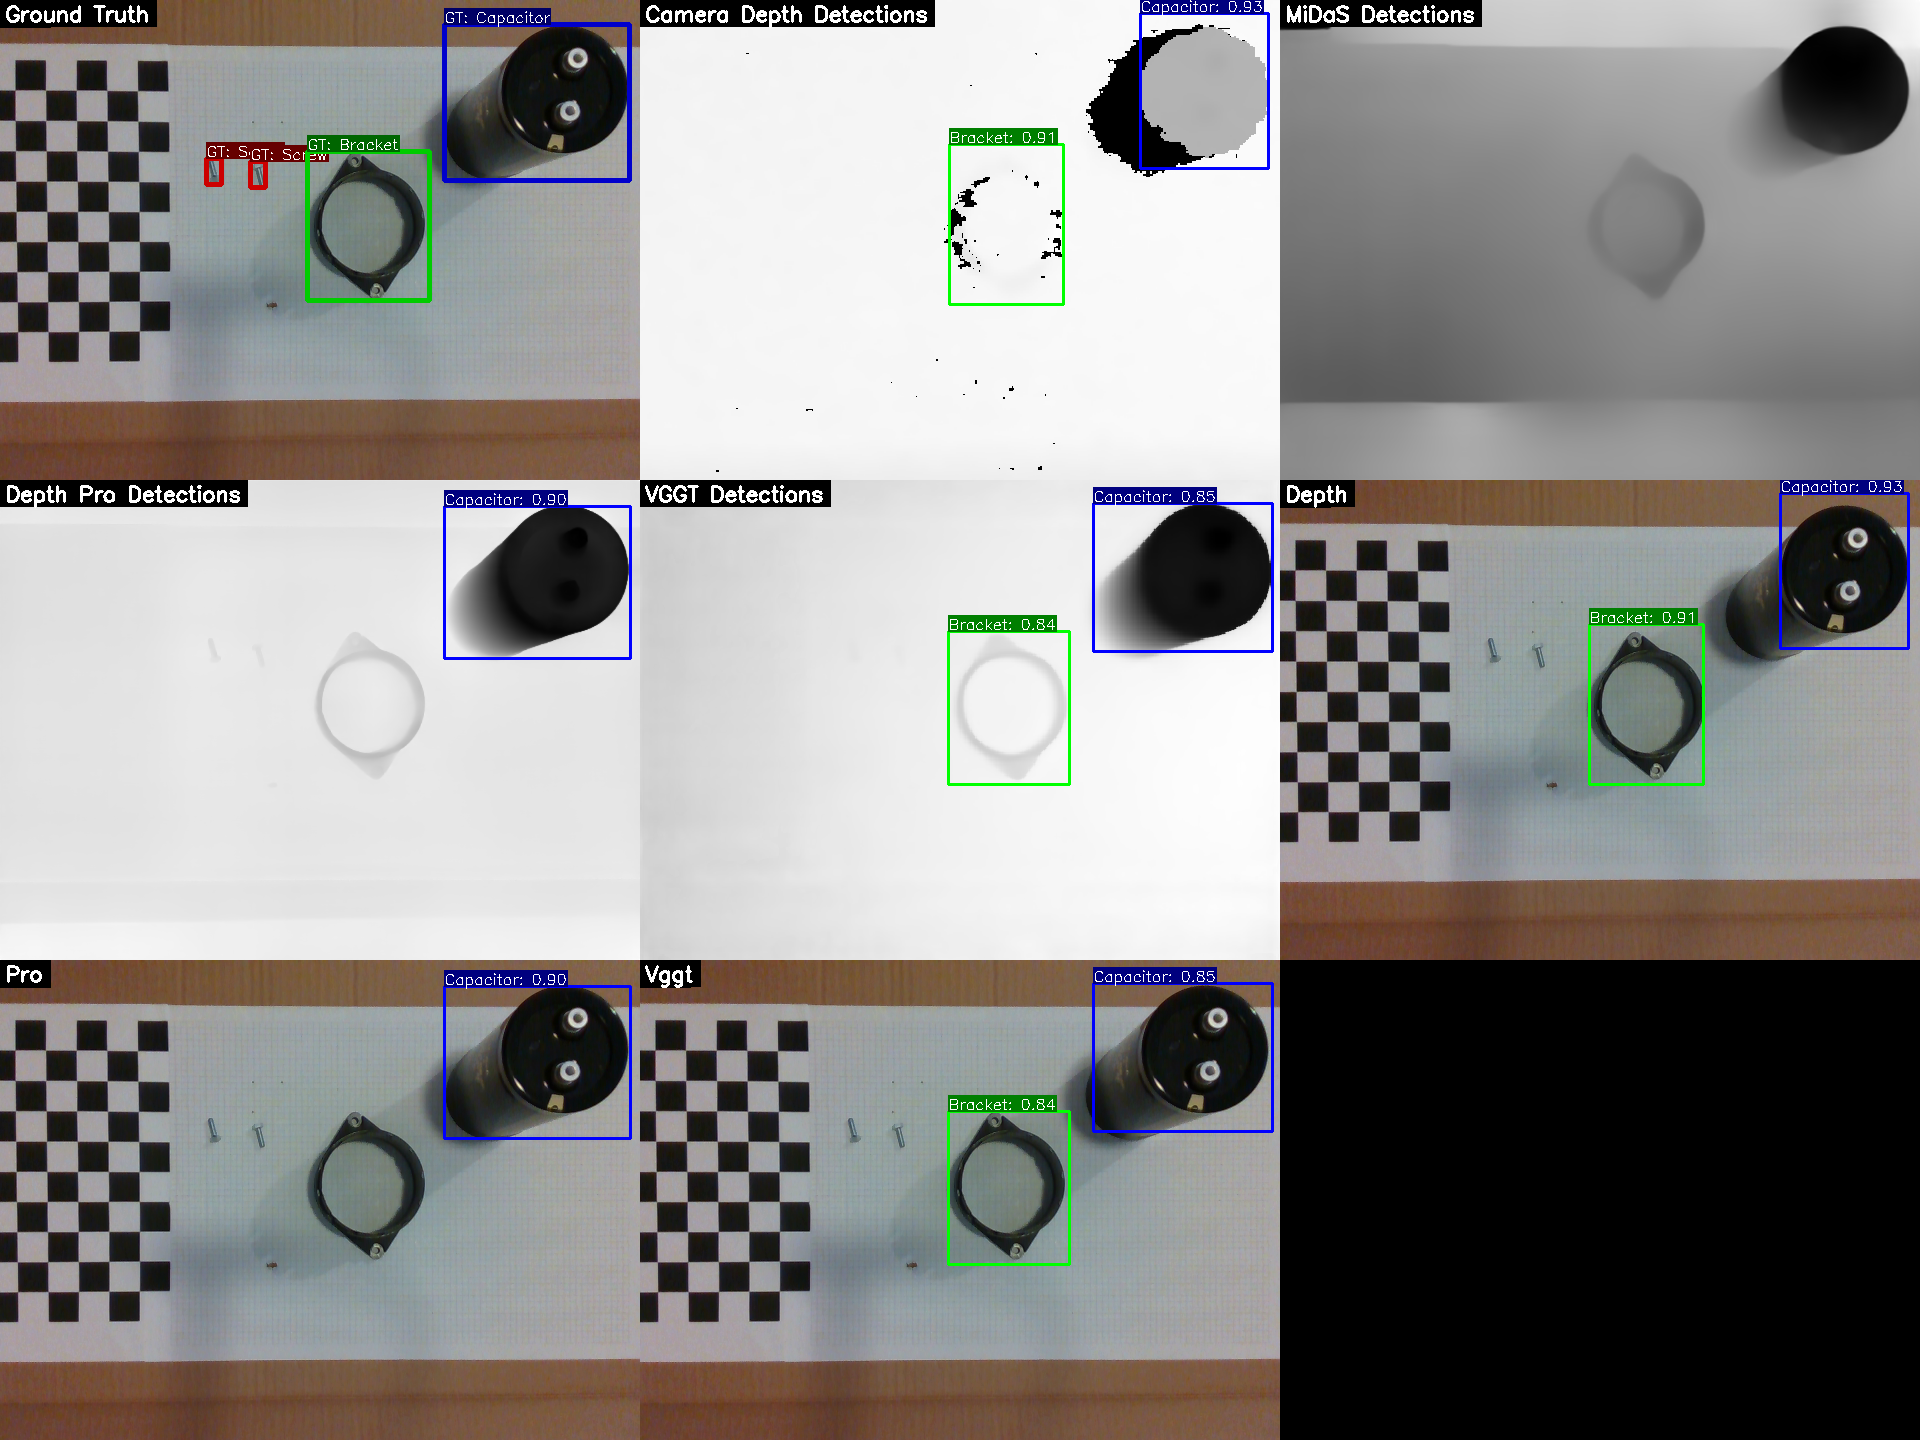 Ground Truth
GT: Capacitor
GT: Screw
GT: Bracket
Camera Depth Detections
Capacitor: 0.93
Bracket: 0.91
MiDaS Detections
Depth Pro Detections
Capacitor: 0.90
VGGT Detections
Capacitor: 0.85
Bracket: 0.84
Depth
Capacitor: 0.93
Bracket: 0.91
Pro
Capacitor: 0.90
Vggt
Capacitor: 0.85
Bracket: 0.84